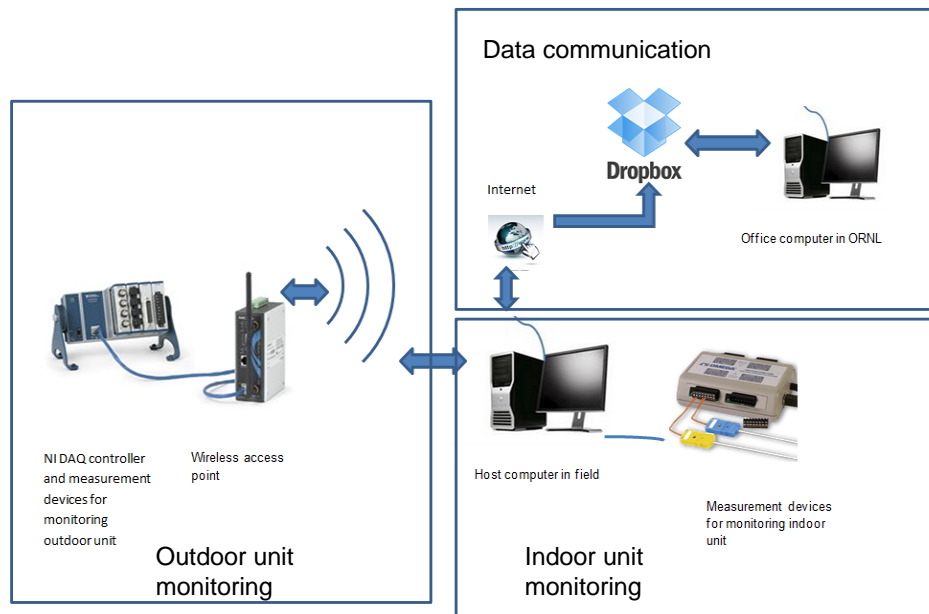 Data communication
Dropbox
Internet
Office computer in ORNL
NI DAQ controller
and measurement
devices for
monitoring
outdoor unit
Wireless access
point
Outdoor unit
monitoring
Host computer in field
OMEGA
Measurement devices
for monitoring indoor
unit
Indoor unit
monitoring